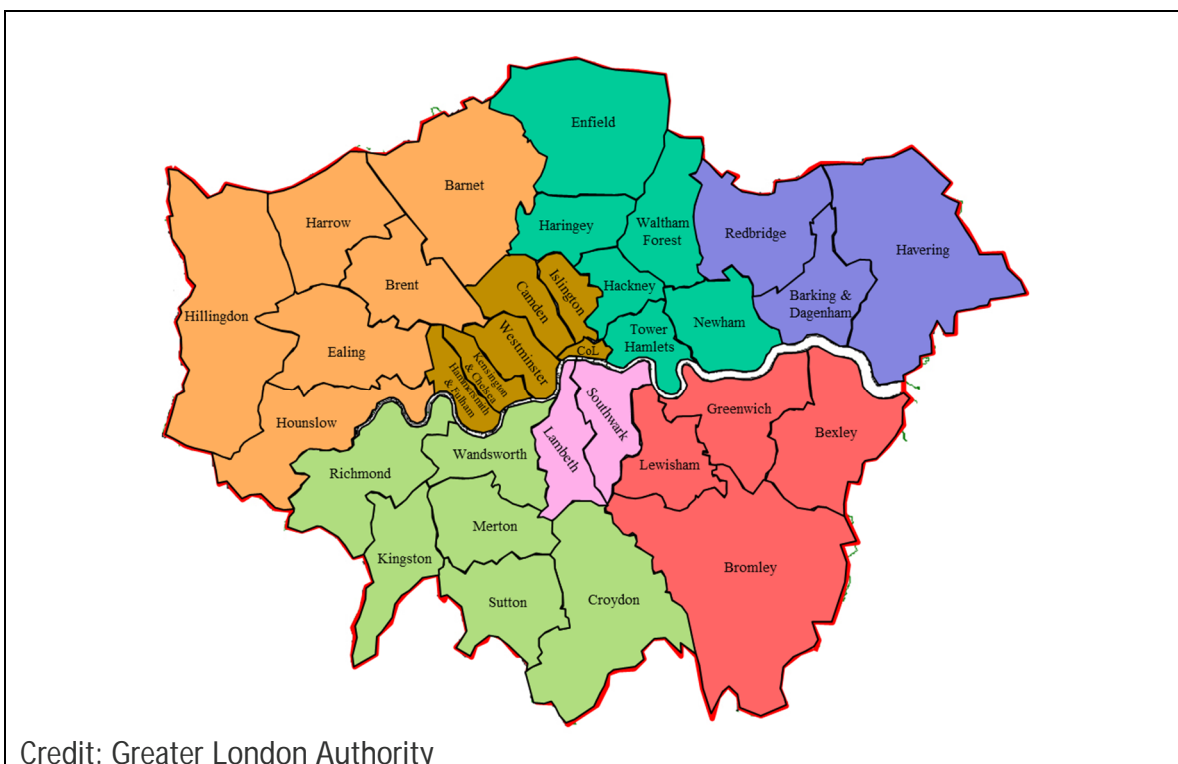 Enfield
Barnet
Harrow
Haringey
Waltham
Forest
Redbridge
Havering
Brent
Hillingdon
Camden
Islington
Hackney
Barking &
Dagenham
Ealing
Westminster
CoL
Tower
Hamlets
Newham
Kensington
& Chelsea
Hammersmith
& Fulham
Hounslow
Southwark
Greenwich
Bexley
Lambeth
Richmond
Wandsworth
Lewisham
Merton
Kingston
Sutton
Croydon
Bromley
Credit: Greater London Authority